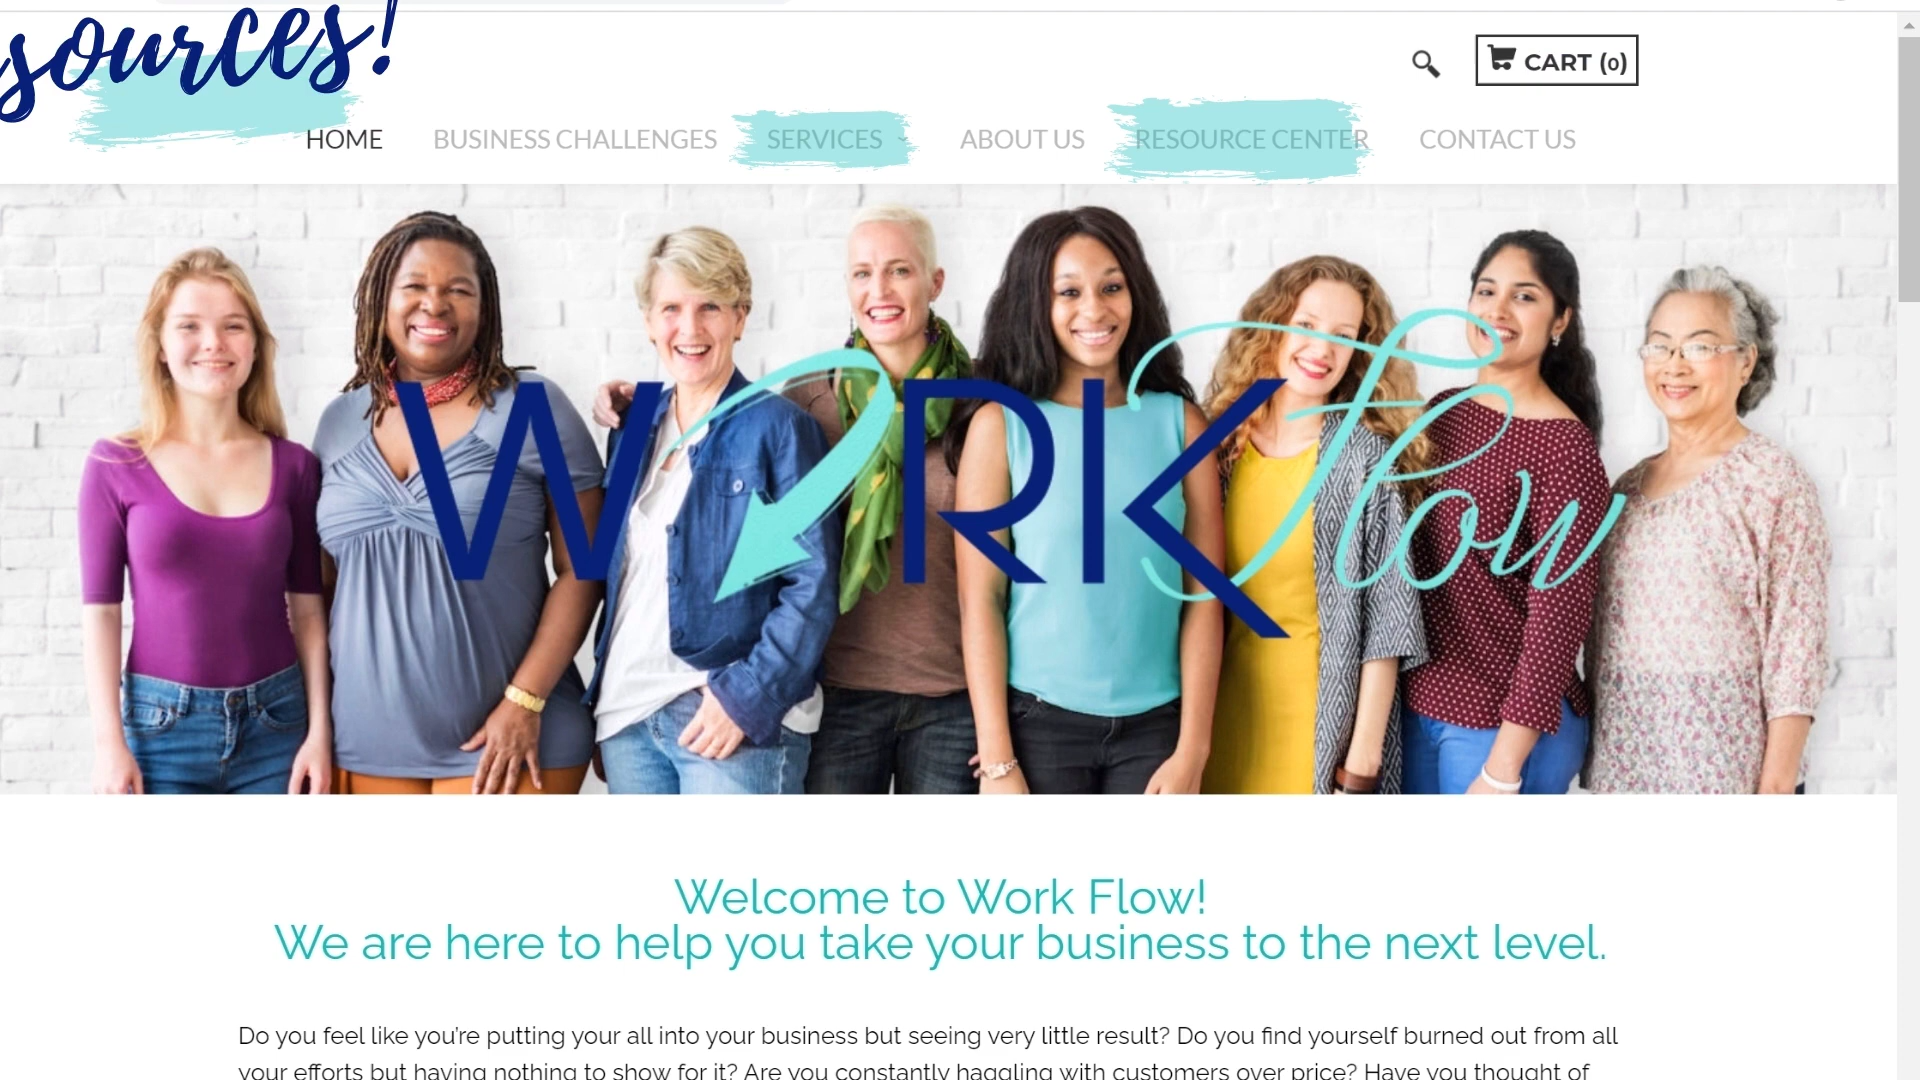 sources!
CART (0)
HOME BUSINESS CHALLENGES SERVICES ABOUT US RESOURCE CENTER CONTACT US
WORK Flow
Welcome to Work Flow!
We are here to help you take your business to the next level.
Do you feel like you’re putting your all into your business but seeing very little result? Do you find yourself burned out from all
your efforts but having nothing to show for it? Are you constantly haggling with customers over price? Have you thought of